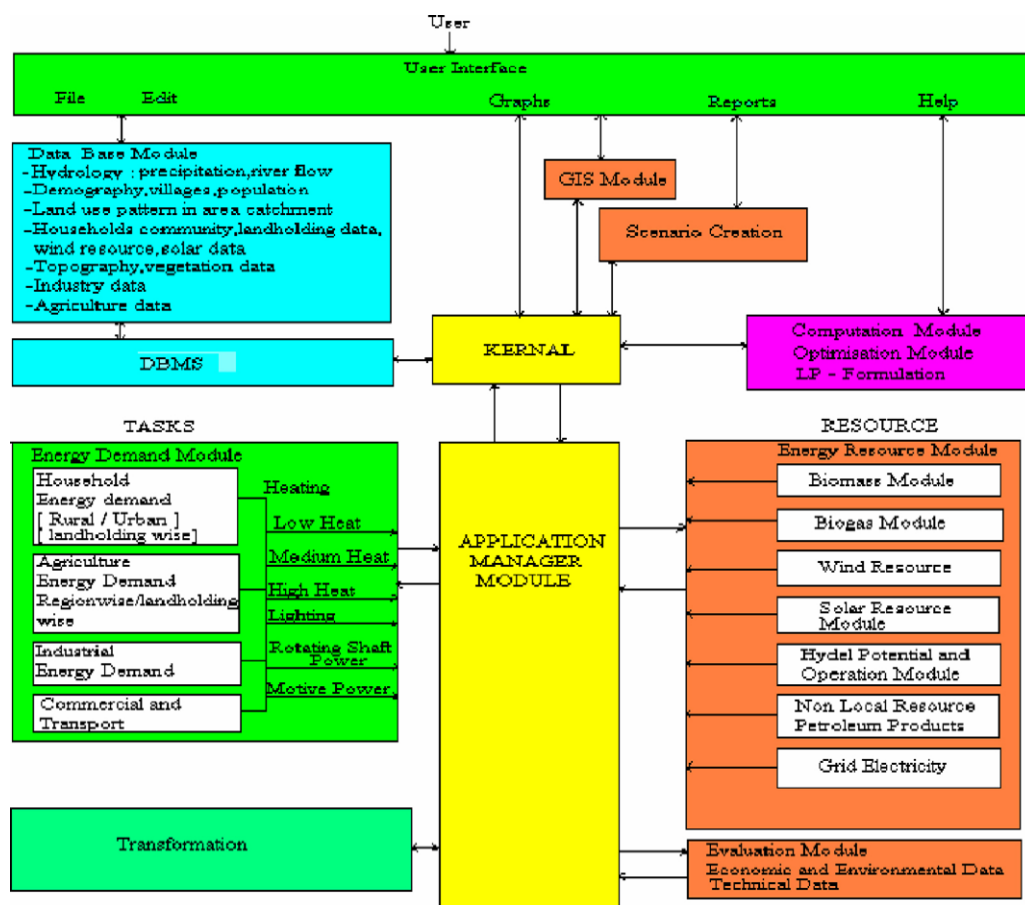 User
User Interface
File Edit Graphs Reports Help
Data Base Module
-Hydrology : precipitation,river flow
-Demography,villages,population
-Land use pattern in area catchment
-Households community,landholding data,
wind resource,solar data
-Topography,vegetation data
-Industry data
-Agriculture data
GIS Module
Scenario Creation
DBMS
KERNAL
Computation Module
Optimisation Module
LP - Formulation
TASKS
Energy Demand Module
Household
Energy demand
[ Rural / Urban ]
[ landholding wise]
Agriculture
Energy Demand
Regionwise/landholding
wise
Industrial
Energy Demand
Commercial and
Transport
Heating
Low Heat
Medium Heat
High Heat
Lighting
Rotating Shaft
Power
Motive Power
APPLICATION
MANAGER
MODULE
RESOURCE
Energy Resource Module
Biomass Module
Biogas Module
Wind Resource
Solar Resource
Module
Hydel Potential and
Operation Module
Non Local Resource
Petroleum Products
Grid Electricity
Transformation
Evaluation Module
Economic and Environmental Data
Technical Data